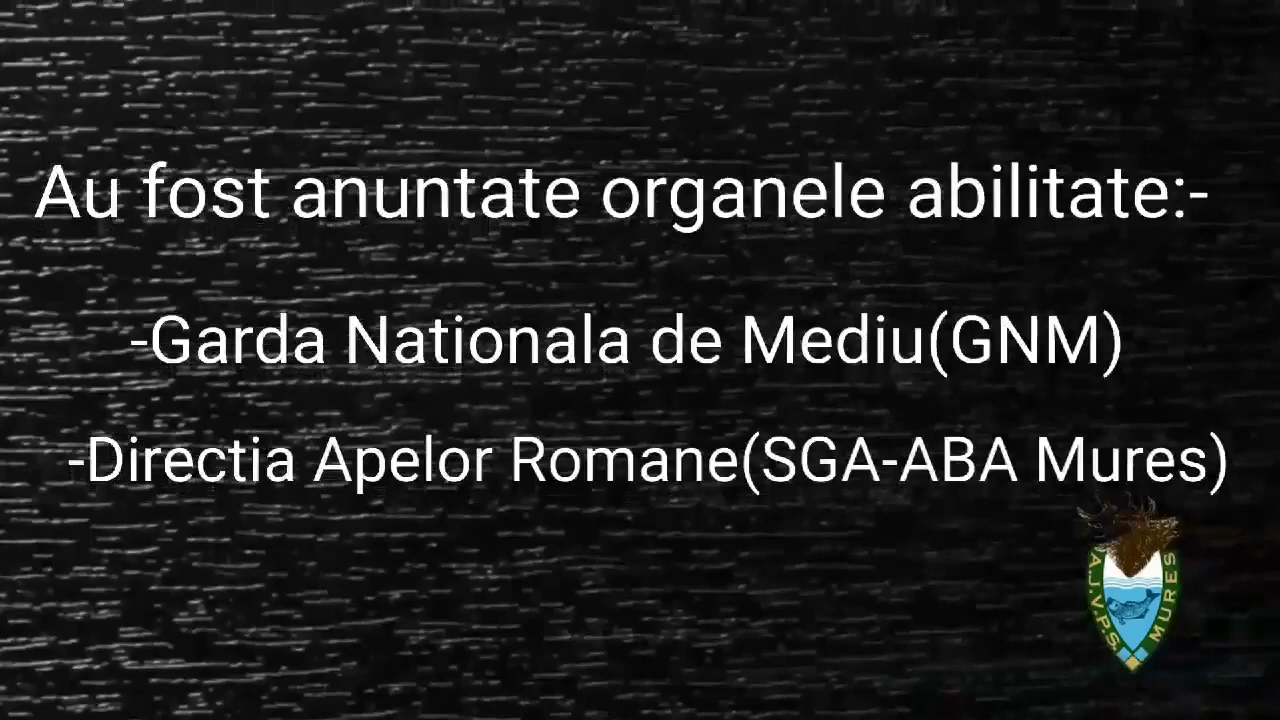 Au fost anuntate organele abilitate:-
-Garda Nationala de Mediu(GNM)
-Directia Apelor Romane(SGA-ABA Mures)
A.J.V.P.S. MURES